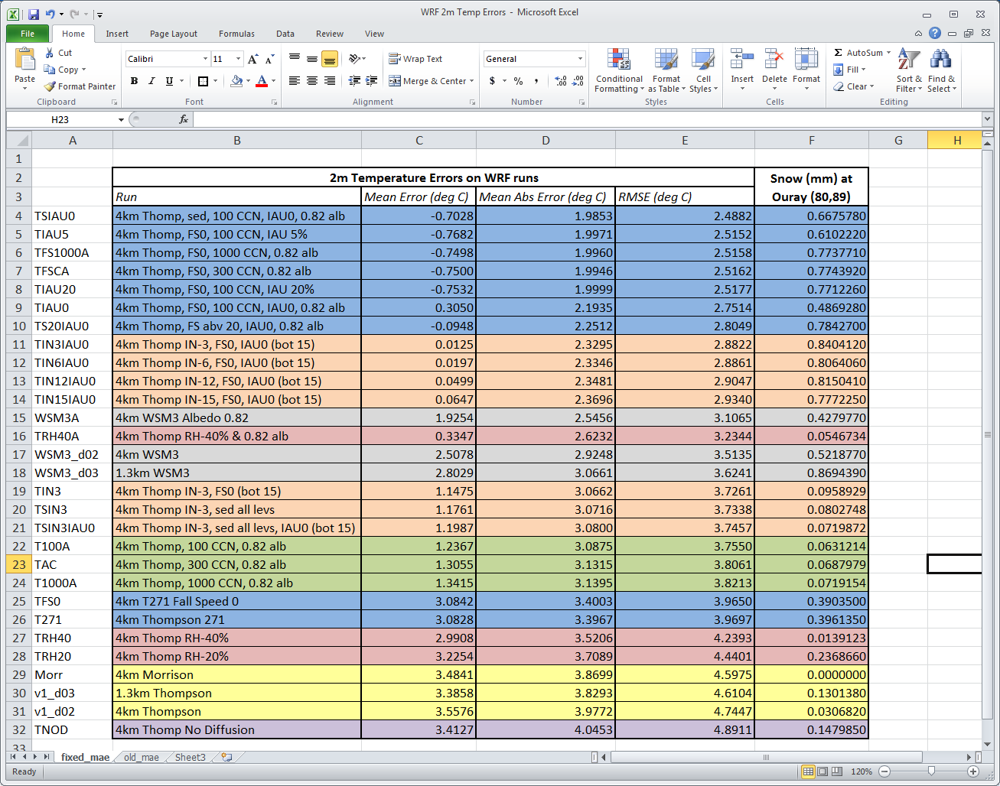 WRF 2m Temp Errors - Microsoft Excel
File Home Insert Page Layout Formulas Data Review View
Paste Cut Copy Format Painter Clipboard
Calibri 11 A A B I U A Font
Wrap Text Merge & Center Alignment
General $ % , .00 .0 Number
Conditional Formatting Format as Table Cell Styles Styles
Insert Delete Format Cells
Σ AutoSum Fill Clear Sort & Filter Find & Select Editing
H23 fx
A B C D E F G H
1
2 2m Temperature Errors on WRF runs Snow (mm) at
3 Run Mean Error (deg C) Mean Abs Error (deg C) RMSE (deg C) Ouray (80,89)
4 TSIAU0 4km Thomp, sed, 100 CCN, IAU0, 0.82 alb -0.7028 1.9853 2.4882 0.6675780
5 TIAU5 4km Thomp, FS0, 100 CCN, IAU 5% -0.7682 1.9971 2.5152 0.6102220
6 TFS1000A 4km Thomp, FS0, 1000 CCN, 0.82 alb -0.7498 1.9960 2.5158 0.7737710
7 TFSCA 4km Thomp, FS0, 300 CCN, 0.82 alb -0.7500 1.9946 2.5162 0.7743920
8 TIAU20 4km Thomp, FS0, 100 CCN, IAU 20% -0.7532 1.9999 2.5177 0.7712260
9 TIAU0 4km Thomp, FS0, 100 CCN, IAU0, 0.82 alb 0.3050 2.1935 2.7514 0.4869280
10 TS20IAU0 4km Thomp, FS abv 20, IAU0, 0.82 alb -0.0948 2.2512 2.8049 0.7842700
11 TIN3IAU0 4km Thomp IN-3, FS0, IAU0 (bot 15) 0.0125 2.3295 2.8822 0.8404120
12 TIN6IAU0 4km Thomp IN-6, FS0, IAU0 (bot 15) 0.0197 2.3346 2.8861 0.8064060
13 TIN12IAU0 4km Thomp IN-12, FS0, IAU0 (bot 15) 0.0499 2.3481 2.9047 0.8150410
14 TIN15IAU0 4km Thomp IN-15, FS0, IAU0 (bot 15) 0.0647 2.3696 2.9340 0.7772250
15 WSM3A 4km WSM3 Albedo 0.82 1.9254 2.5456 3.1065 0.4279770
16 TRH40A 4km Thomp RH-40% & 0.82 alb 0.3347 2.6232 3.2344 0.0546734
17 WSM3_d02 4km WSM3 2.5078 2.9248 3.5135 0.5218770
18 WSM3_d03 1.3km WSM3 2.8029 3.0661 3.6241 0.8694390
19 TIN3 4km Thomp IN-3, FS0 (bot 15) 1.1475 3.0662 3.7261 0.0958929
20 TSIN3 4km Thomp IN-3, sed all levs 1.1761 3.0716 3.7338 0.0802748
21 TSIN3IAU0 4km Thomp IN-3, sed all levs, IAU0 (bot 15) 1.1987 3.0800 3.7457 0.0719872
22 T100A 4km Thomp, 100 CCN, 0.82 alb 1.2367 3.0875 3.7550 0.0631214
23 TAC 4km Thomp, 300 CCN, 0.82 alb 1.3055 3.1315 3.8061 0.0687979
24 T1000A 4km Thomp, 1000 CCN, 0.82 alb 1.3415 3.1395 3.8213 0.0719154
25 TFS0 4km T271 Fall Speed 0 3.0842 3.4003 3.9650 0.3903500
26 T271 4km Thompson 271 3.0828 3.3967 3.9697 0.3961350
27 TRH40 4km Thomp RH-40% 2.9908 3.5206 4.2393 0.0139123
28 TRH20 4km Thomp RH-20% 3.2254 3.7089 4.4401 0.2368660
29 Morr 4km Morrison 3.4841 3.8699 4.5975 0.0000000
30 v1_d03 1.3km Thompson 3.3858 3.8293 4.6104 0.1301380
31 v1_d02 4km Thompson 3.5576 3.9772 4.7447 0.0306820
32 TNOD 4km Thomp No Diffusion 3.4127 4.0453 4.8911 0.1479850
33
fixed_mae old_mae Sheet3
Ready 120%